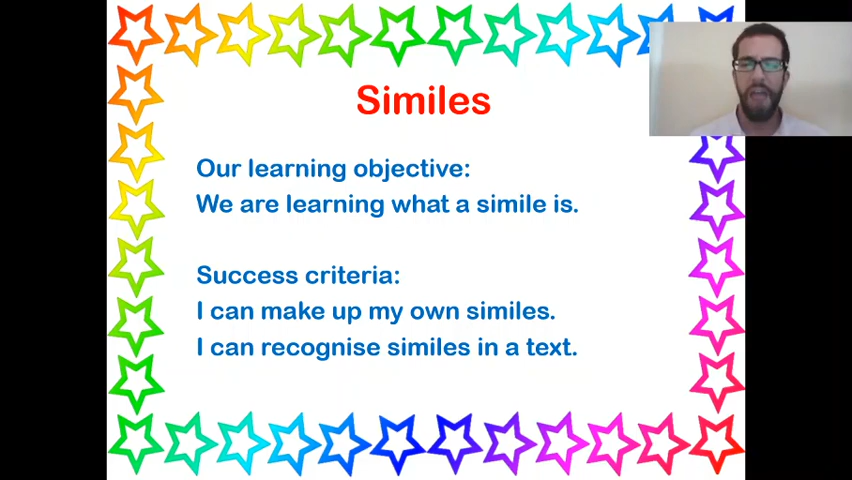 Similes
Our learning objective:
We are learning what a simile is.
Success criteria:
I can make up my own similes.
I can recognise similes in a text.